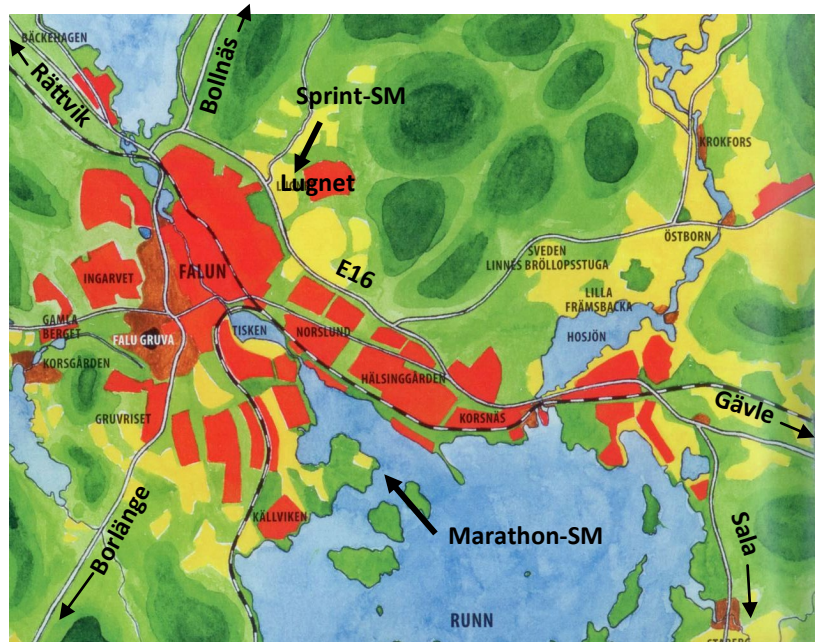 BÄCKEHAGEN
Rättvik
Bollnäs
Sprint-SM
Lugnet
KROKFORS
ÖSTBORN
SVEDEN
LINNES BRÖLLOPSSTUGA
E16
INGARVET
FALUN
LILLA
FRÄMSBACKA
GAMLA
BERGET
FALU GRUVA
TISKEN
NORSLUND
HOSJÖN
KORSGÅRDEN
HÄLSINGGÅRDEN
GRUVRISET
KORSNÄS
Gävle
KÄLLVIKEN
Borlänge
Marathon-SM
Sala
RUNN